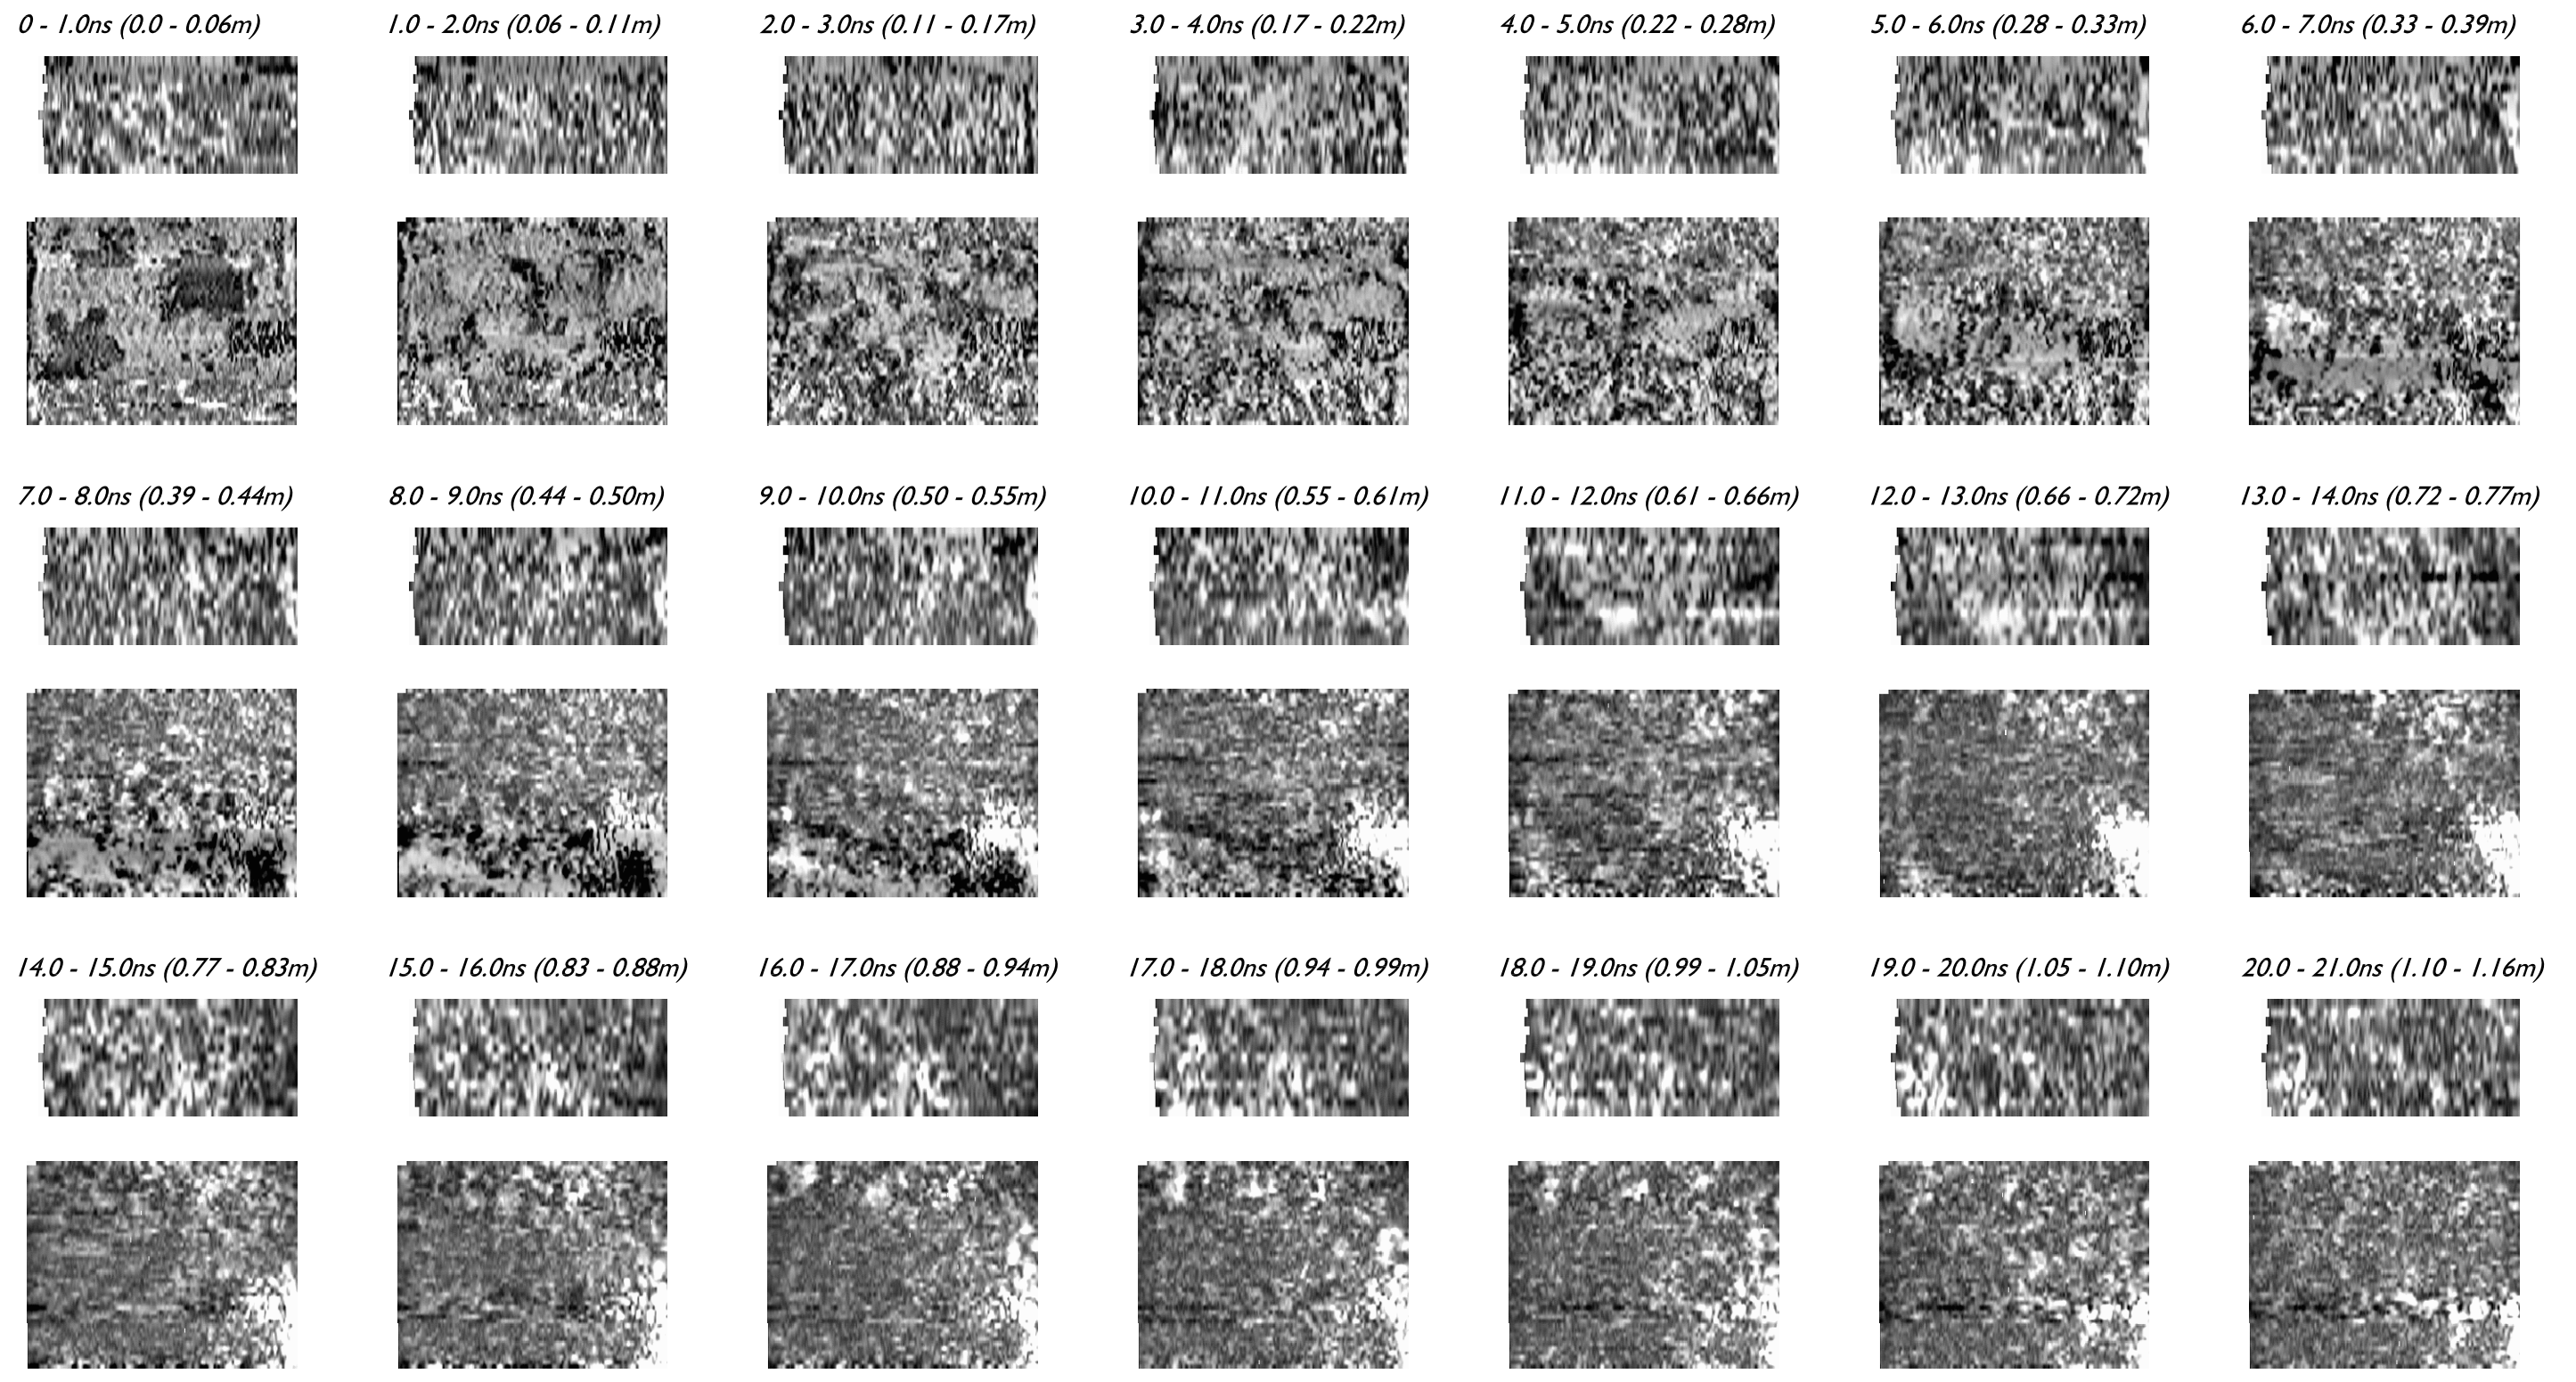 0 - 1.0ns (0.0 - 0.06m)
1.0 - 2.0ns (0.06 - 0.11m)
2.0 - 3.0ns (0.11 - 0.17m)
3.0 - 4.0ns (0.17 - 0.22m)
4.0 - 5.0ns (0.22 - 0.28m)
5.0 - 6.0ns (0.28 - 0.33m)
6.0 - 7.0ns (0.33 - 0.39m)
7.0 - 8.0ns (0.39 - 0.44m)
8.0 - 9.0ns (0.44 - 0.50m)
9.0 - 10.0ns (0.50 - 0.55m)
10.0 - 11.0ns (0.55 - 0.61m)
11.0 - 12.0ns (0.61 - 0.66m)
12.0 - 13.0ns (0.66 - 0.72m)
13.0 - 14.0ns (0.72 - 0.77m)
14.0 - 15.0ns (0.77 - 0.83m)
15.0 - 16.0ns (0.83 - 0.88m)
16.0 - 17.0ns (0.88 - 0.94m)
17.0 - 18.0ns (0.94 - 0.99m)
18.0 - 19.0ns (0.99 - 1.05m)
19.0 - 20.0ns (1.05 - 1.10m)
20.0 - 21.0ns (1.10 - 1.16m)